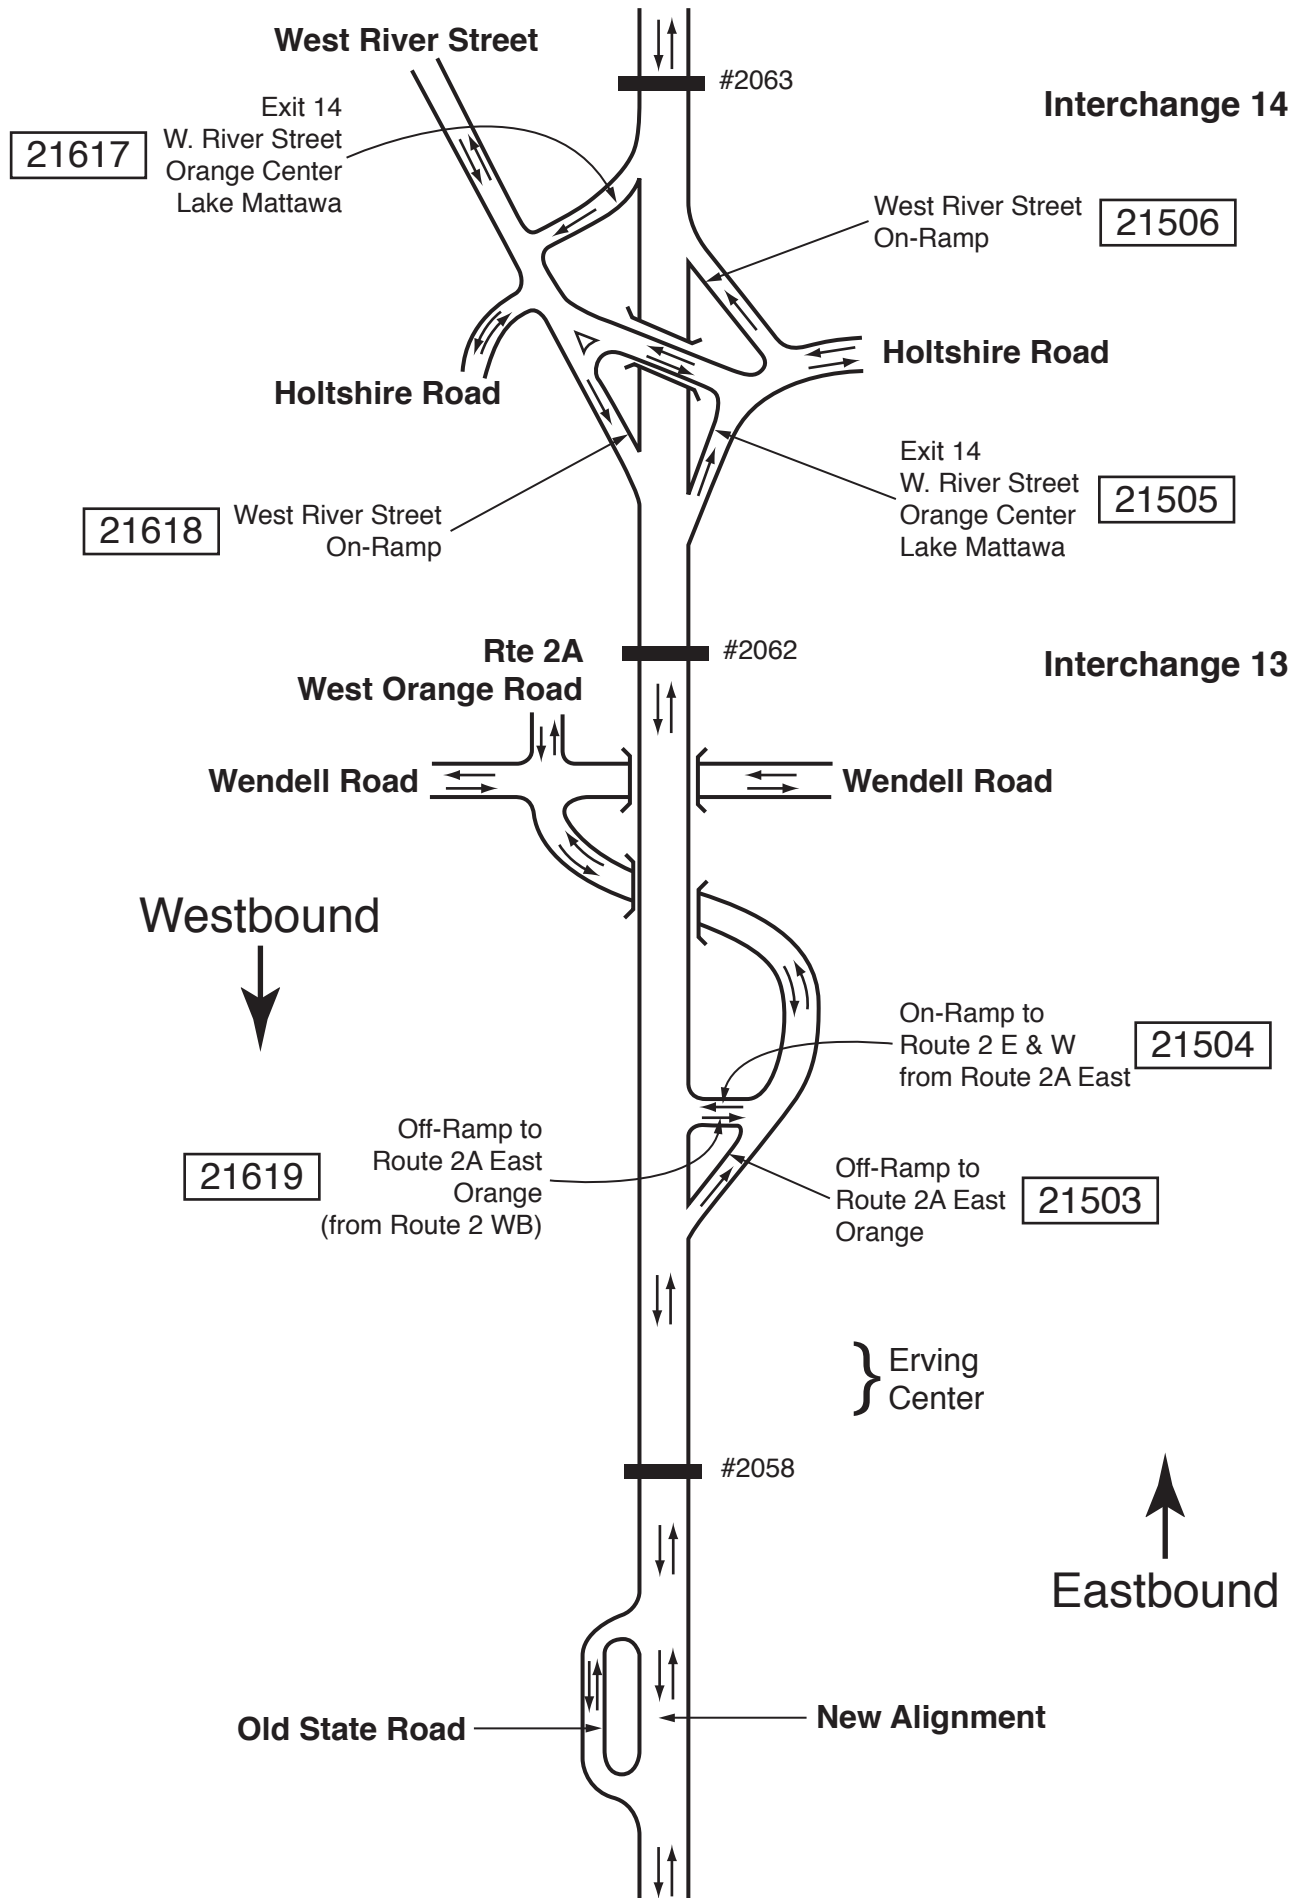 West River Street
#2063
Interchange 14
Exit 14
W. River Street
Orange Center
Lake Mattawa
21617
West River Street
On-Ramp
21506
Holtshire Road
Holtshire Road
Exit 14
W. River Street
Orange Center
Lake Mattawa
21505
21618
West River Street
On-Ramp
Rte 2A
West Orange Road
#2062
Interchange 13
Wendell Road
Wendell Road
Westbound
On-Ramp to
Route 2 E & W
from Route 2A East
21504
Off-Ramp to
Route 2A East
Orange
(from Route 2 WB)
21619
Off-Ramp to
Route 2A East
Orange
21503
Erving
Center
#2058
Eastbound
Old State Road
New Alignment